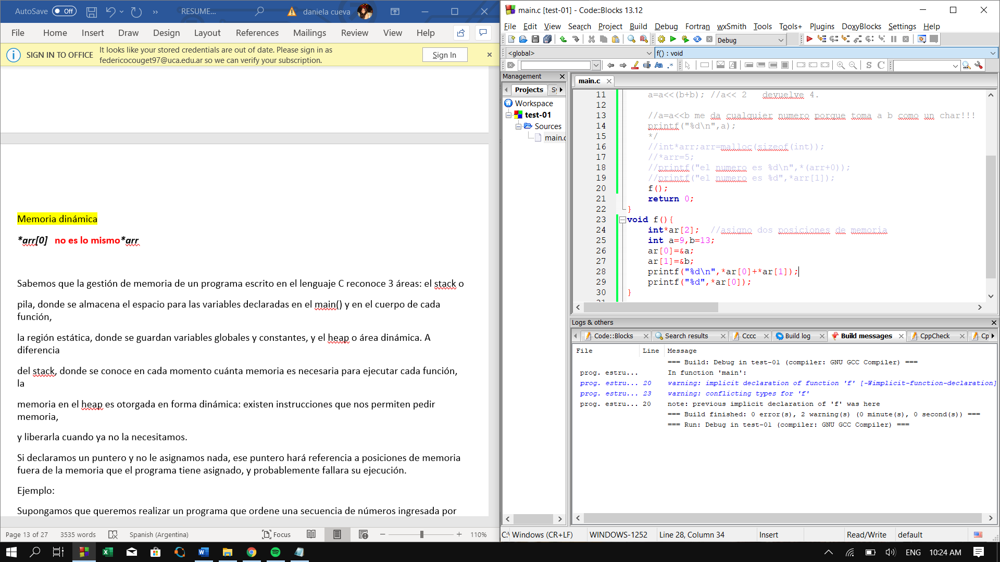 AutoSave Off RESUME... daniela cueva
File Home Insert Draw Design Layout References Mailings Review View Help
SIGN IN TO OFFICE It looks like your stored credentials are out of date. Please sign in as
federicocouget97@uca.edu.ar so we can verify your subscription.
Sign In
Memoria dinámica
*arr[0] no es lo mismo*arr
Sabemos que la gestión de memoria de un programa escrito en el lenguaje C reconoce 3 áreas: el stack o
pila, donde se almacena el espacio para las variables declaradas en el main() y en el cuerpo de cada
función,
la región estática, donde se guardan variables globales y constantes, y el heap o área dinámica. A
diferencia
del stack, donde se conoce en cada momento cuánta memoria es necesaria para ejecutar cada función,
la
memoria en el heap es otorgada en forma dinámica: existen instrucciones que nos permiten pedir
memoria,
y liberarla cuando ya no la necesitamos.
Si declaramos un puntero y no le asignamos nada, ese puntero hará referencia a posiciones de memoria
fuera de la memoria que el programa tiene asignado, y probablemente fallara su ejecución.
Ejemplo:
Supongamos que queremos realizar un programa que ordene una secuencia de números ingresada por
Page 13 of 27 3535 words Spanish (Argentina) Focus 110%
main.c [test-01] - Code::Blocks 13.12
File Edit View Search Project Build Debug Fortran wxSmith Tools Tools+ Plugins DoxyBlocks Settings Help
Debug
<global> f() : void
Management
Projects Sy
Workspace
test-01
Sources
main.c
main.c
11 a=a<<(b+b); //a<< 2 devuelve 4.
12
13 //a=a<<b me da cualquier numero porque toma a b como un char!!!
14 printf("%d\n",a);
15 */
16 //int*arr;arr=malloc(sizeof(int));
17 //*arr=5;
18 //printf("el numero es %d\n",*(arr+0));
19 //printf("el numero es %d",*arr[1]);
20 f();
21 return 0;
22 }
23 void f(){
24 int*ar[2]; //asigno dos posiciones de memoria
25 int a=9,b=13;
26 ar[0]=&a;
27 ar[1]=&b;
28 printf("%d\n",*ar[0]+*ar[1]);
29 printf("%d",*ar[0]);
30 }
Logs & others
Code::Blocks Search results Cccc Build log Build messages CppCheck Cp
File Line Message
=== Build: Debug in test-01 (compiler: GNU GCC Compiler) ===
prog. estru... In function 'main':
prog. estru... 20 warning: implicit declaration of function 'f' [-Wimplicit-function-declaration]
prog. estru... 23 warning: conflicting types for 'f'
prog. estru... 20 note: previous implicit declaration of 'f' was here
=== Build finished: 0 error(s), 2 warning(s) (0 minute(s), 0 second(s)) ===
=== Run: Debug in test-01 (compiler: GNU GCC Compiler) ===
C:\ Windows (CR+LF) WINDOWS-1252 Line 28, Column 34 Insert Read/Write default
ENG 10:24 AM